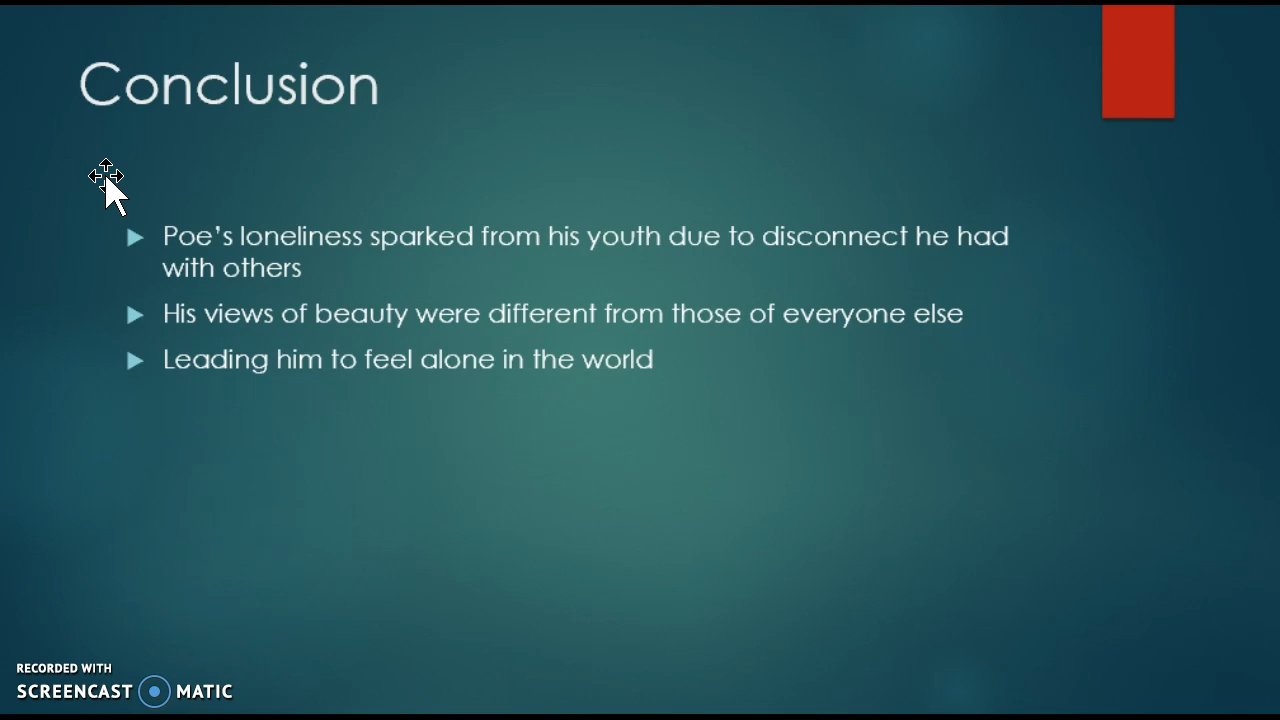 Conclusion
Poe's loneliness sparked from his youth due to disconnect he had
with others
His views of beauty were different from those of everyone else
Leading him to feel alone in the world
RECORDED WITH
SCREENCAST MATIC